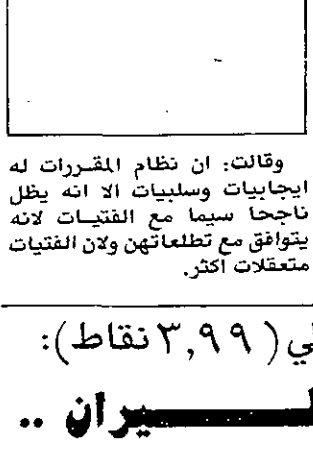 وقالت: ان نظام المقررات له
ايجابيات وسلبيات الا انه يظل
ناجحا سيما مع الفتيات لانه
يتوافق مع تطلعاتهن ولان الفتيات
متعقلات اكثر.
(٣,٩٩ نقاط):